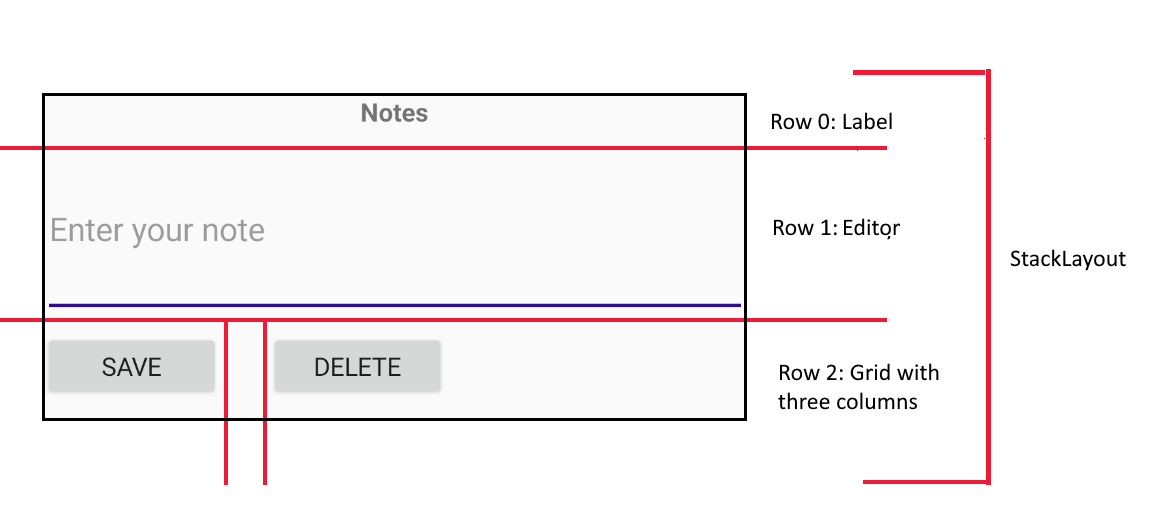 Notes
Row 0: Label
Enter your note
Row 1: Editor
StackLayout
SAVE
DELETE
Row 2: Grid with
three columns